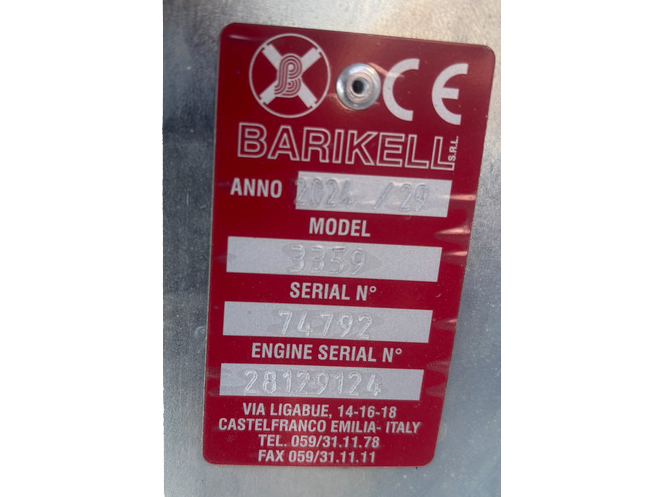 CE
BARIKELL S.R.L.
ANNO 2024 /29
MODEL
3359
SERIAL N°
74792
ENGINE SERIAL N°
28129124
VIA LIGABUE, 14-16-18
CASTELFRANCO EMILIA- ITALY
TEL. 059/31.11.78
FAX 059/31.11.11